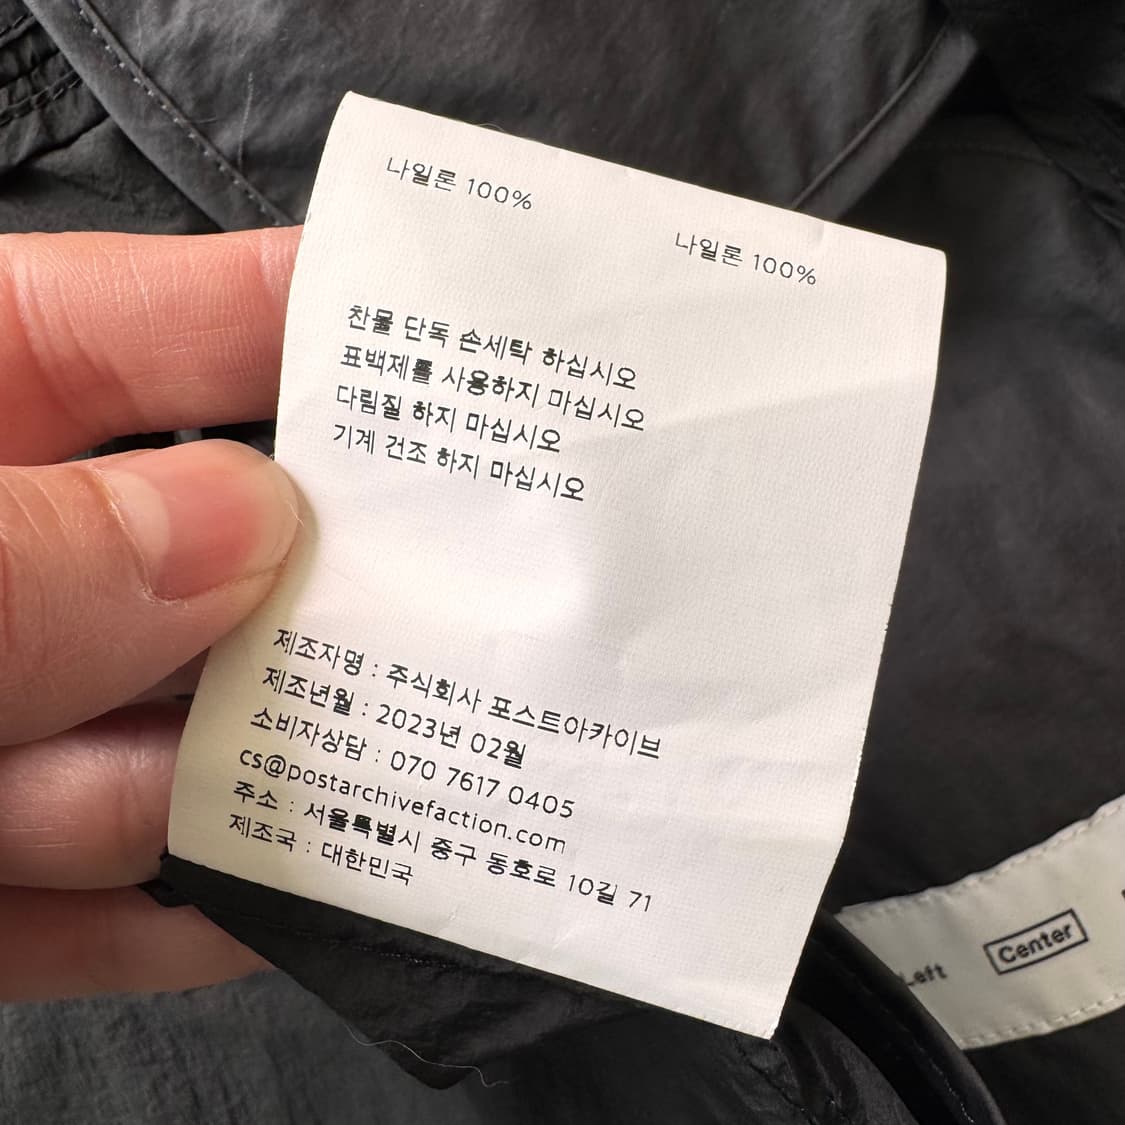 나일론 100%
나일론 100%
찬물 단독 손세탁 하십시오
표백제를 사용하지 마십시오
다림질 하지 마십시오
기계 건조 하지 마십시오
제조자명 : 주식회사 포스트아카이브
제조년월 : 2023년 02월
소비자상담 : 070 7617 0405
cs@postarchivefaction.com
주소 : 서울특별시 중구 동호로 10길 71
제조국 : 대한민국
Left
Center